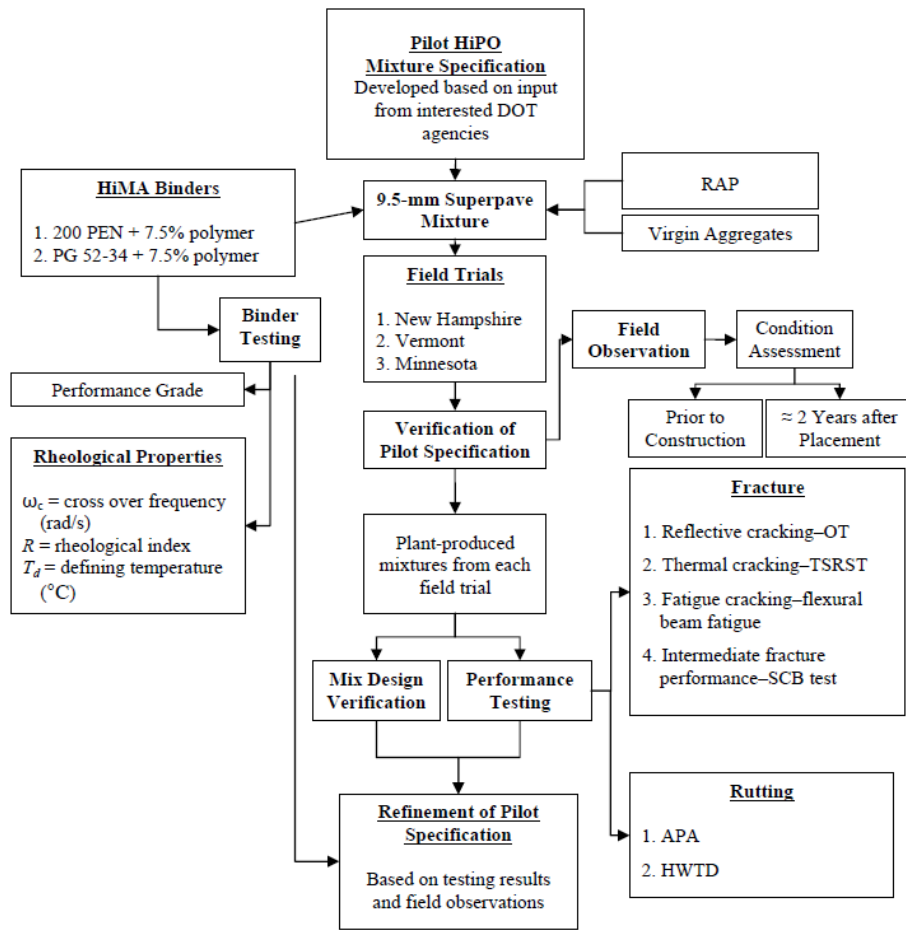 Pilot HiPO
Mixture Specification
Developed based on input
from interested DOT
agencies
HiMA Binders
1. 200 PEN + 7.5% polymer
2. PG 52-34 + 7.5% polymer
9.5-mm Superpave
Mixture
RAP
Virgin Aggregates
Field Trials
1. New Hampshire
2. Vermont
3. Minnesota
Binder
Testing
Field
Observation
Condition
Assessment
Performance Grade
Prior to
Construction
≈ 2 Years after
Placement
Verification of
Pilot Specification
Rheological Properties
ω_c = cross over frequency
(rad/s)
R = rheological index
T_d = defining temperature
(°C)
Plant-produced
mixtures from each
field trial
Fracture
1. Reflective cracking–OT
2. Thermal cracking–TSRST
3. Fatigue cracking–flexural
beam fatigue
4. Intermediate fracture
performance–SCB test
Mix Design
Verification
Performance
Testing
Refinement of Pilot
Specification
Based on testing results
and field observations
Rutting
1. APA
2. HWTD